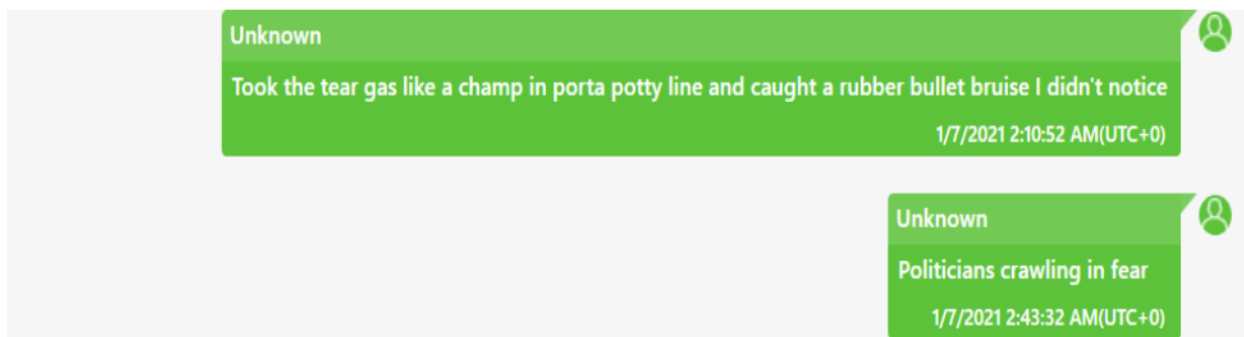 Unknown
Took the tear gas like a champ in porta potty line and caught a rubber bullet bruise I didn't notice
1/7/2021 2:10:52 AM(UTC+0)
Unknown
Politicians crawling in fear
1/7/2021 2:43:32 AM(UTC+0)